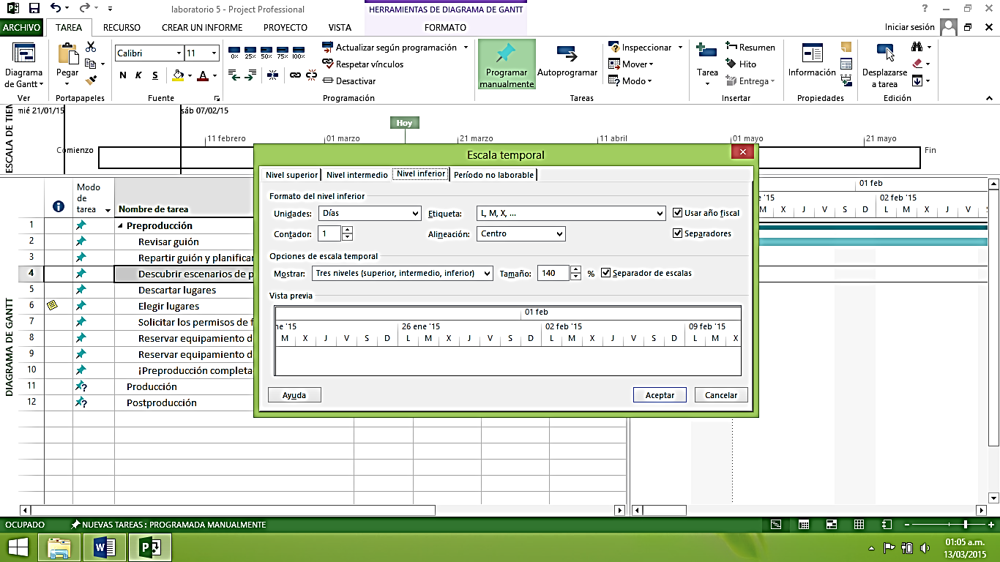 laboratorio 5 - Project Professional
HERRAMIENTAS DE DIAGRAMA DE GANTT
ARCHIVO TAREA RECURSO CREAR UN INFORME PROYECTO VISTA FORMATO Iniciar sesión
Calibri 11 0% 25% 50% 75% 100% Actualizar según programación Inspeccionar Resumen
Respetar vínculos Mover Hito
Diagrama de Gantt Pegar N K S Desactivar Programar manualmente Autoprogramar Modo Tarea Entrega Información Desplazarse a tarea
Ver Portapapeles Fuente Programación Tareas Insertar Propiedades Edición
mié 21/01/15 sáb 07/02/15
Hoy
11 febrero 01 marzo 21 marzo 11 abril 01 mayo 21 mayo
Comienzo Fin
Escala temporal
Nivel superior Nivel intermedio Nivel inferior Período no laborable
Formato del nivel inferior
Unidades: Días Etiqueta: L, M, X, ... Usar año fiscal
Contador: 1 Alineación: Centro Separadores
Opciones de escala temporal
Mostrar: Tres niveles (superior, intermedio, inferior) Tamaño: 140 % Separador de escalas
Vista previa
01 feb
ne '15 26 ene '15 02 feb '15 09 feb '15
M X J V S D L M X J V S D L M X J V S D L M X
Ayuda Aceptar Cancelar
DIAGRAMA DE GANTT
Modo de tarea Nombre de tarea
1 Preproducción
2 Revisar guión
3 Repartir guión y planificar
4 Descubrir escenarios de p
5 Descartar lugares
6 Elegir lugares
7 Solicitar los permisos de f
8 Reservar equipamiento d
9 Reservar equipamiento d
10 ¡Preproducción completa
11 Producción
12 Postproducción
01 feb
'15 02 feb '15
M X J V S D L M X J V
OCUPADO NUEVAS TAREAS : PROGRAMADA MANUALMENTE
01:05 a.m.
13/03/2015